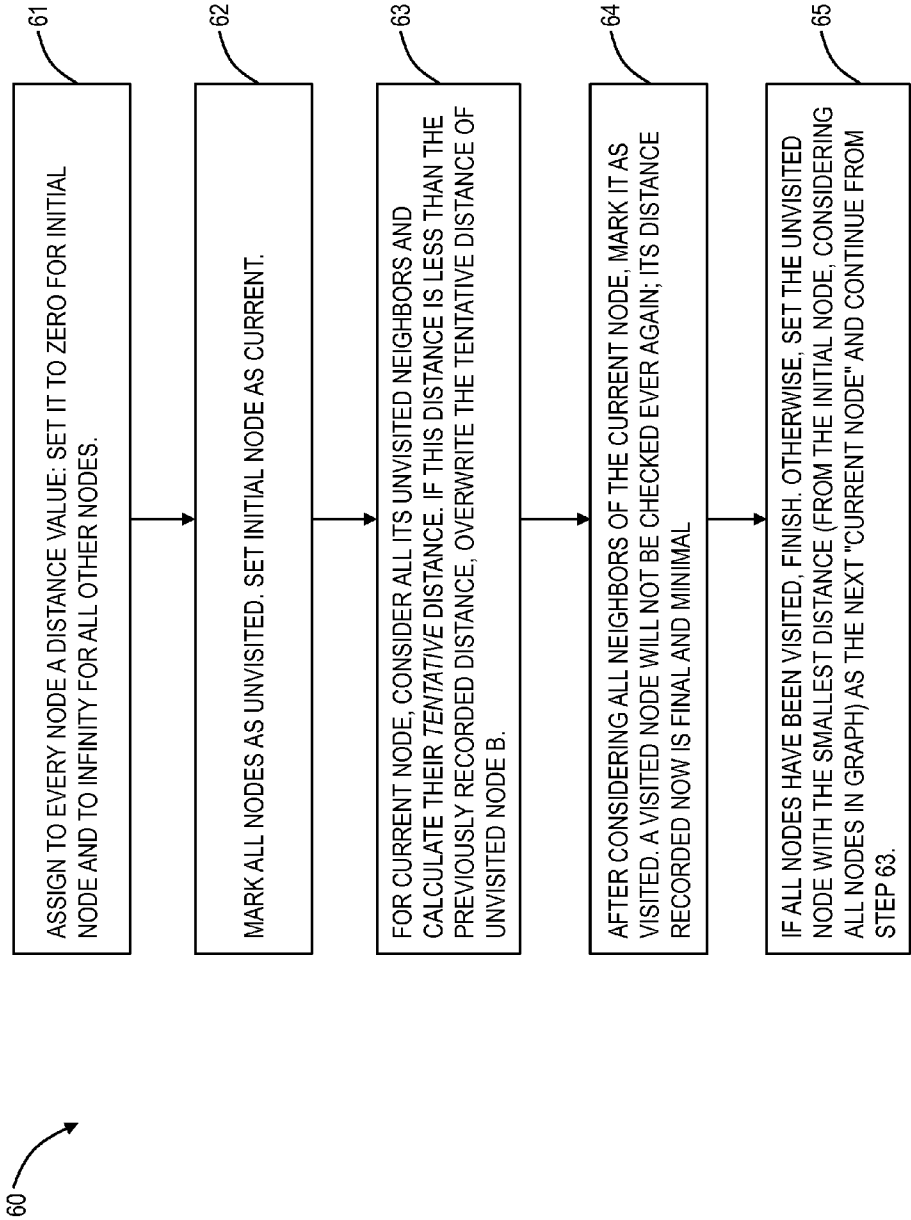 60
61
ASSIGN TO EVERY NODE A DISTANCE VALUE: SET IT TO ZERO FOR INITIAL
NODE AND TO INFINITY FOR ALL OTHER NODES.
62
MARK ALL NODES AS UNVISITED. SET INITIAL NODE AS CURRENT.
63
FOR CURRENT NODE, CONSIDER ALL ITS UNVISITED NEIGHBORS AND
CALCULATE THEIR TENTATIVE DISTANCE. IF THIS DISTANCE IS LESS THAN THE
PREVIOUSLY RECORDED DISTANCE, OVERWRITE THE TENTATIVE DISTANCE OF
UNVISITED NODE B.
64
AFTER CONSIDERING ALL NEIGHBORS OF THE CURRENT NODE, MARK IT AS
VISITED. A VISITED NODE WILL NOT BE CHECKED EVER AGAIN; ITS DISTANCE
RECORDED NOW IS FINAL AND MINIMAL
65
IF ALL NODES HAVE BEEN VISITED, FINISH. OTHERWISE, SET THE UNVISITED
NODE WITH THE SMALLEST DISTANCE (FROM THE INITIAL NODE, CONSIDERING
ALL NODES IN GRAPH) AS THE NEXT "CURRENT NODE" AND CONTINUE FROM
STEP 63.